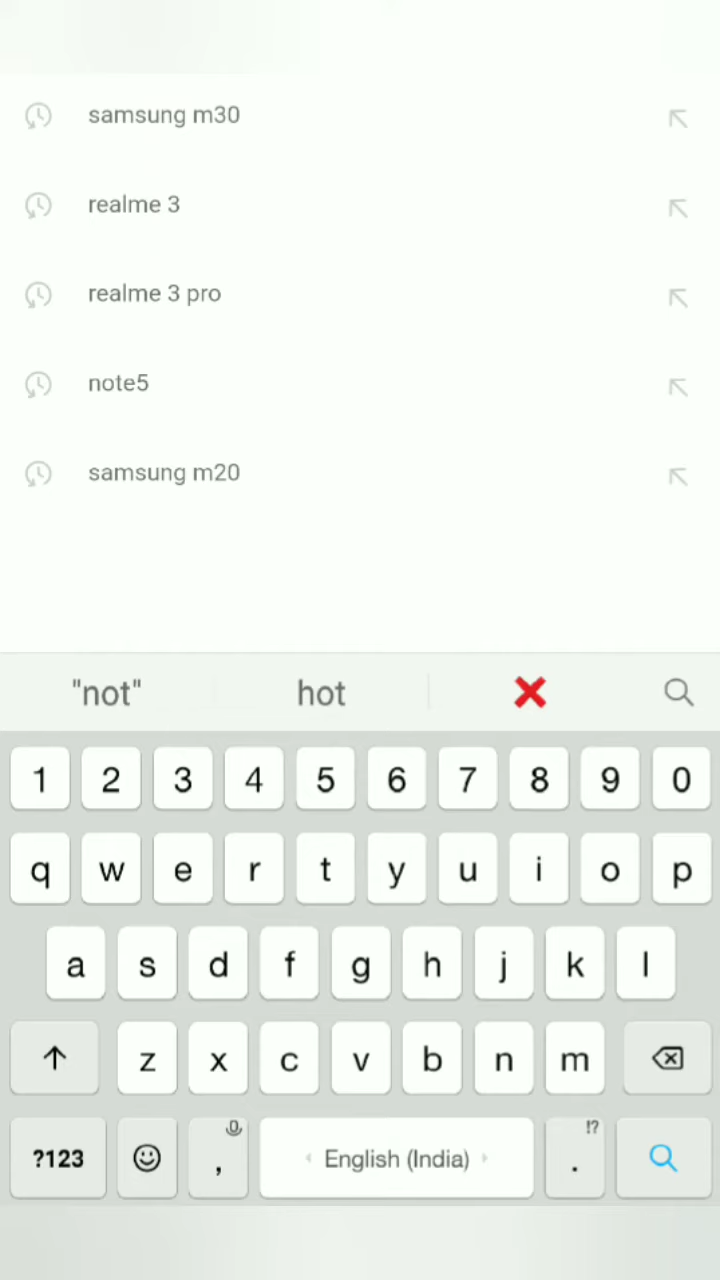 samsung m30
realme 3
realme 3 pro
note5
samsung m20
"not" hot
1 2 3 4 5 6 7 8 9 0
q w e r t y u i o p
a s d f g h j k l
z x c v b n m
?123 , English (India) . !?